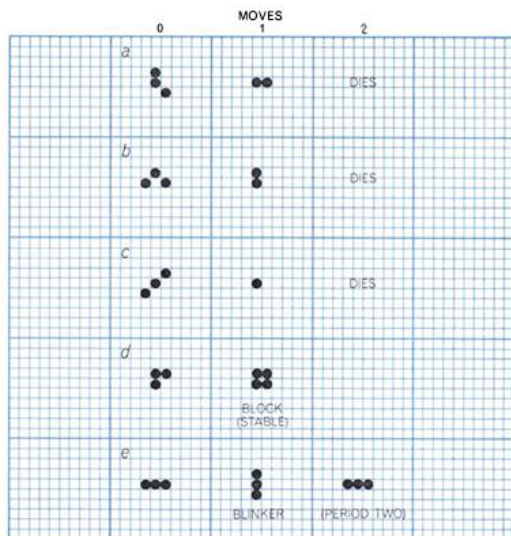 MOVES
0 1 2
a
DIES
b
DIES
c
DIES
d
BLOCK
(STABLE)
e
BLINKER (PERIOD TWO)